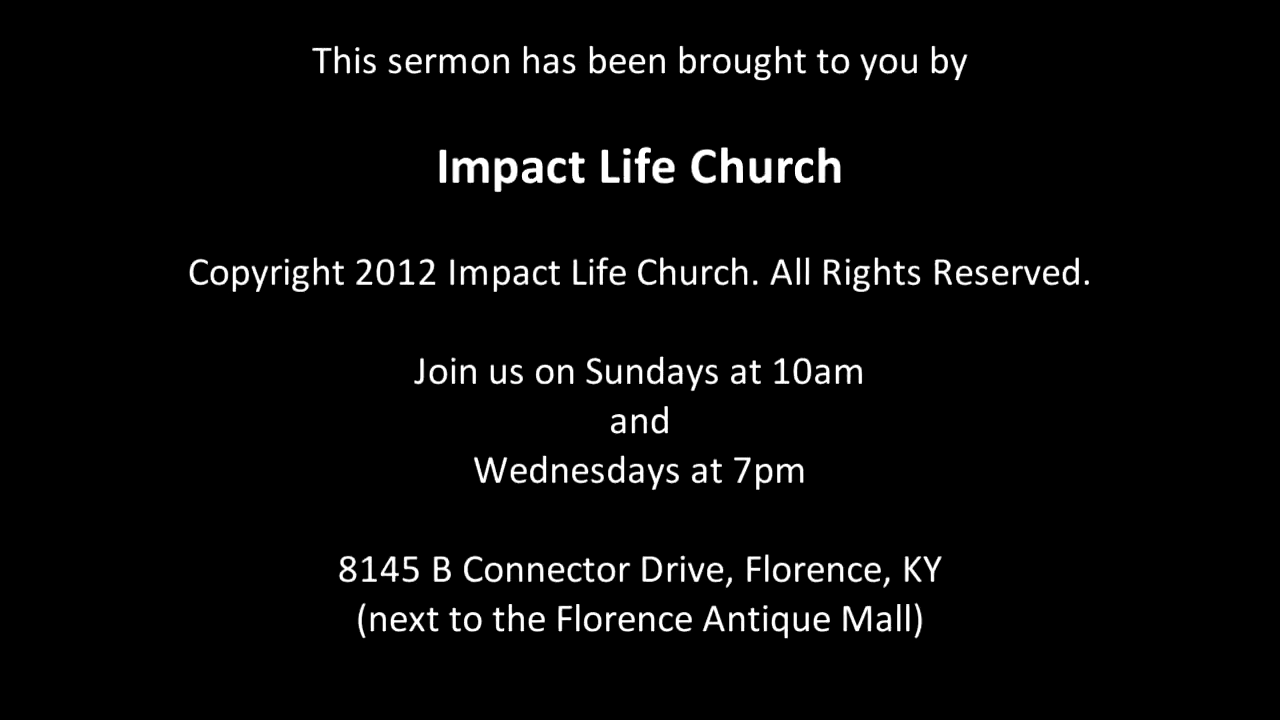 This sermon has been brought to you by
Impact Life Church
Copyright 2012 Impact Life Church. All Rights Reserved.
Join us on Sundays at 10am
and
Wednesdays at 7pm
8145 B Connector Drive, Florence, KY
(next to the Florence Antique Mall)